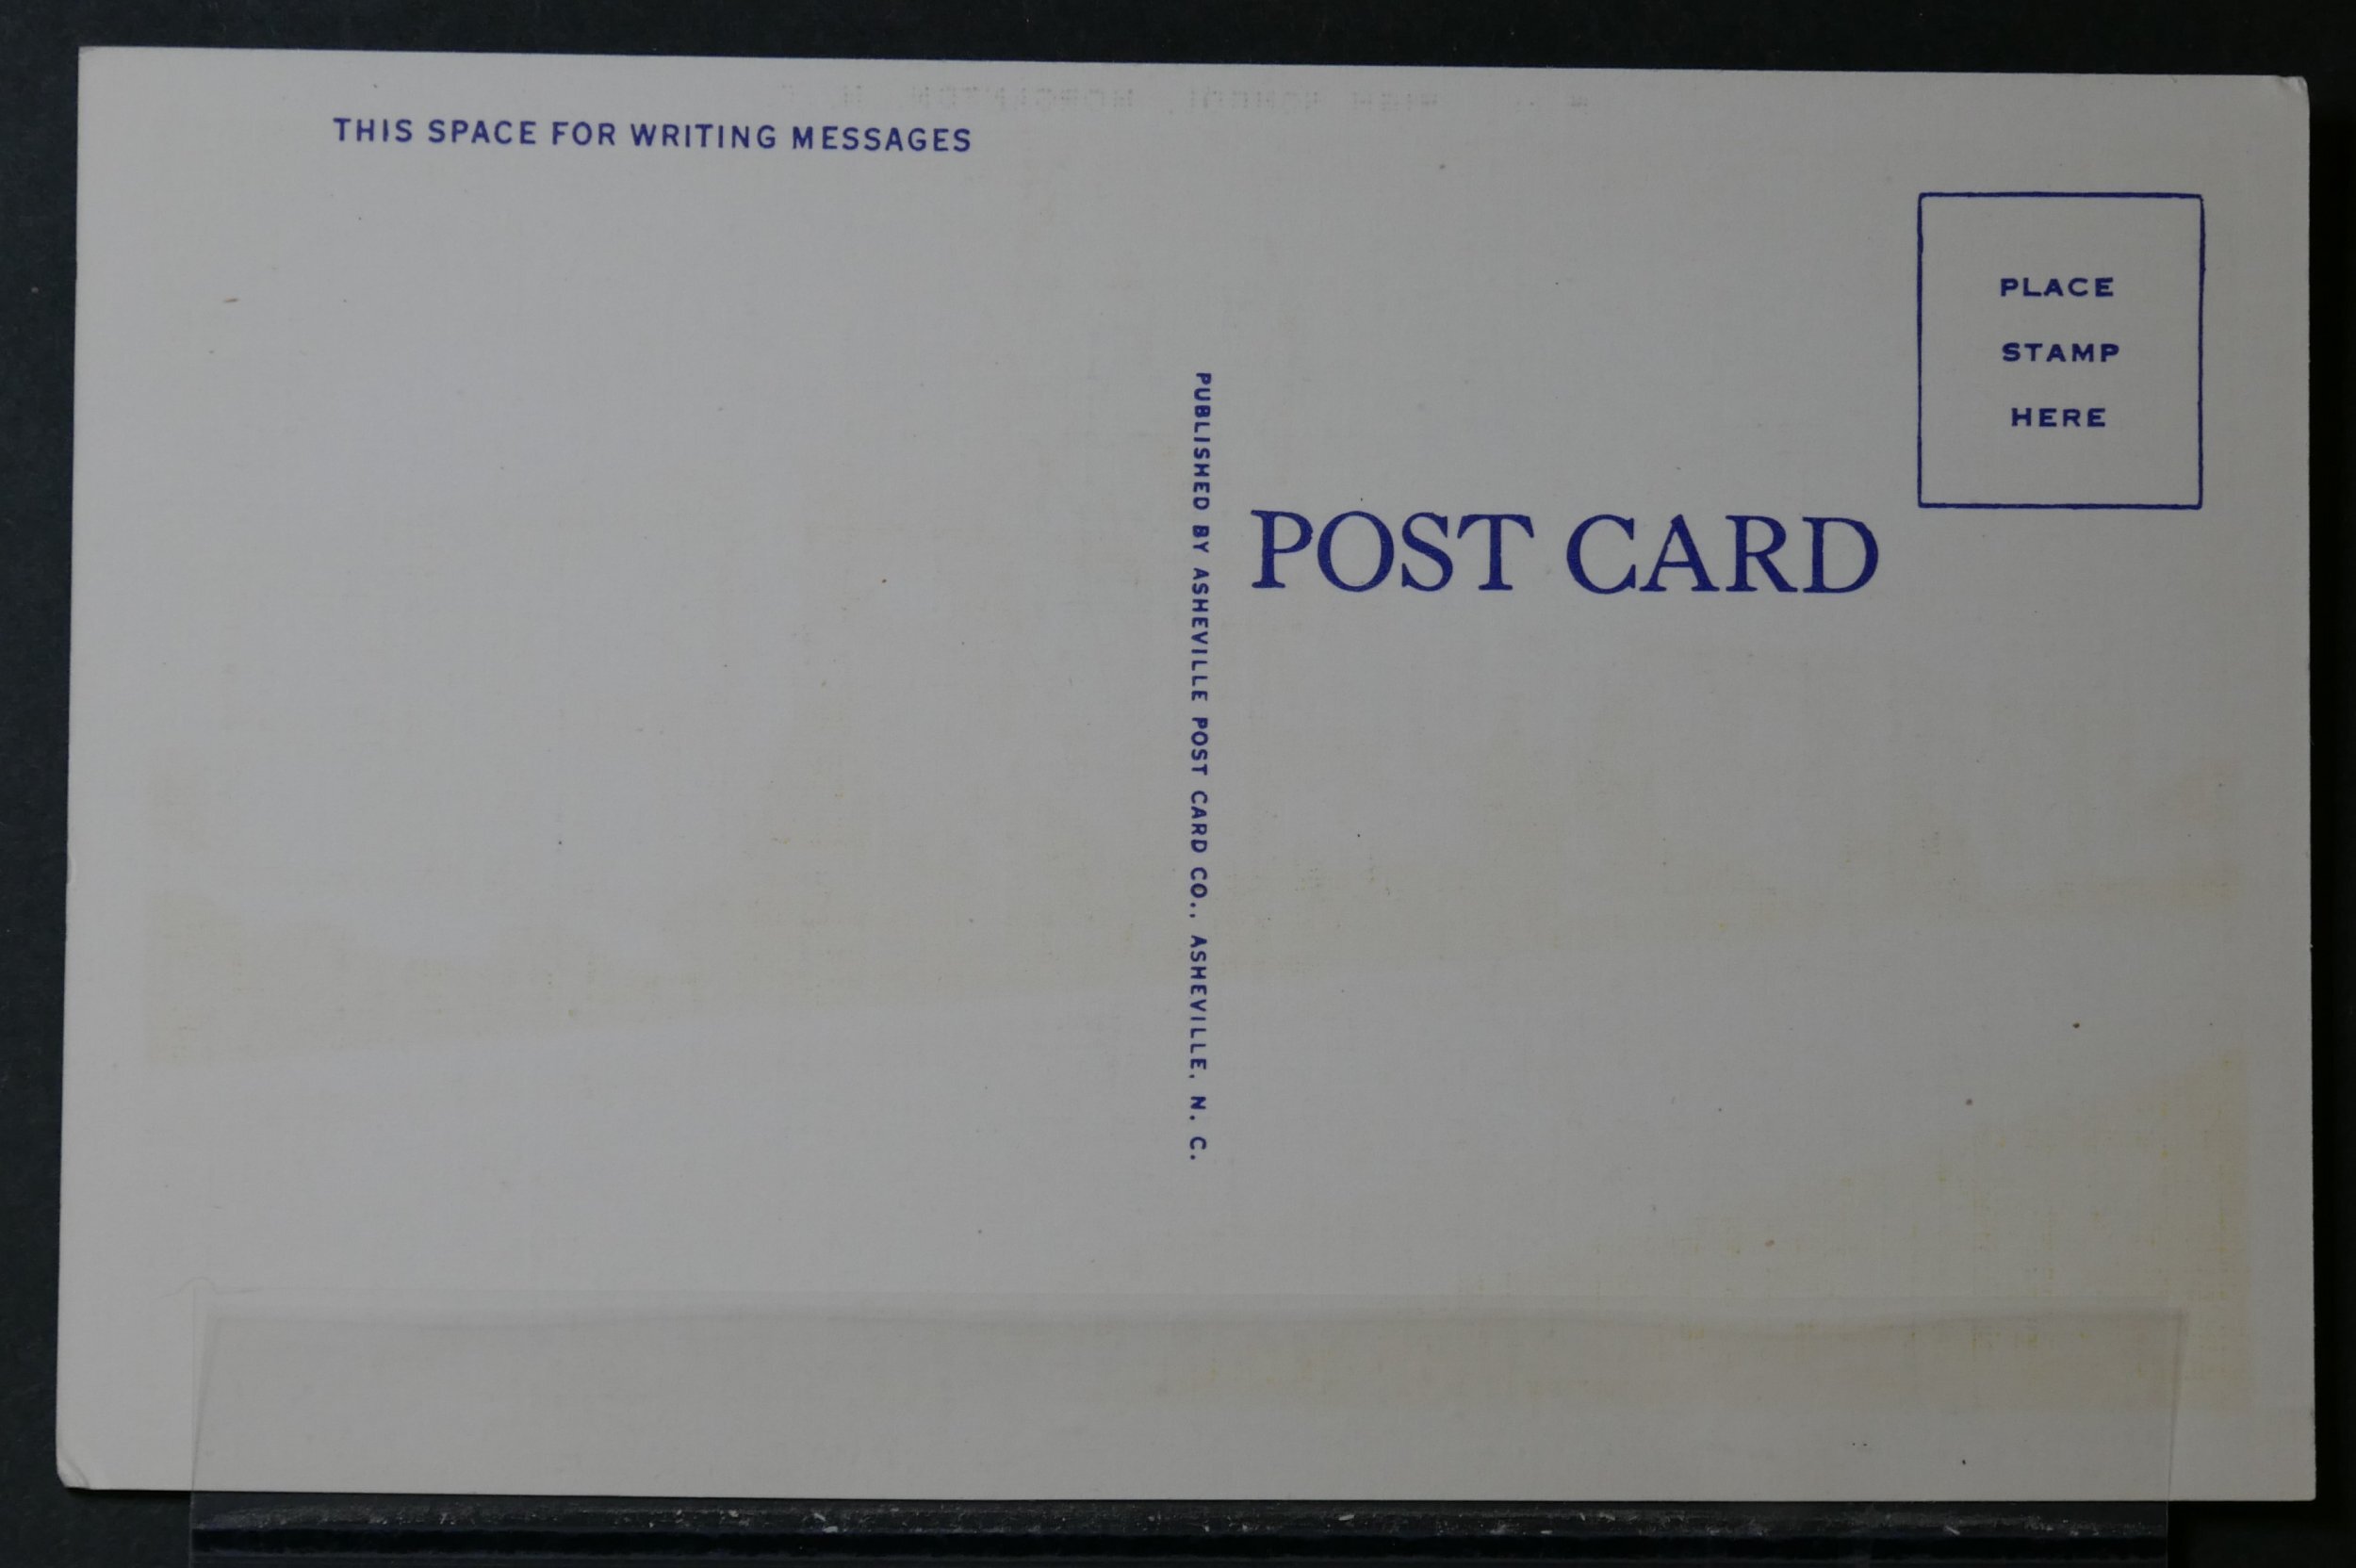 THIS SPACE FOR WRITING MESSAGES
PUBLISHED BY ASHEVILLE POST CARD CO., ASHEVILLE, N. C.
POST CARD
PLACE
STAMP
HERE